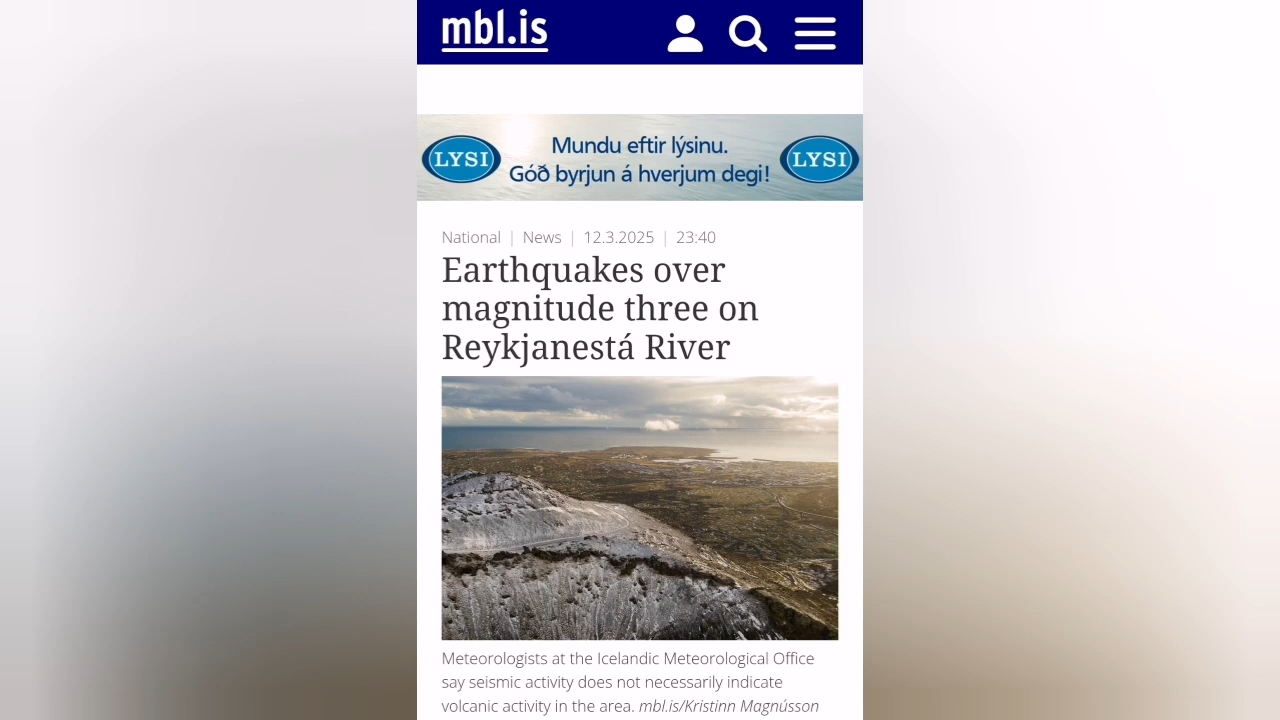 mbl.is
LYSI
Mundu eftir lýsinu.
Góð byrjun á hverjum degi!
LYSI
National | News | 12.3.2025 | 23:40
Earthquakes over
magnitude three on
Reykjanestá River
Meteorologists at the Icelandic Meteorological Office
say seismic activity does not necessarily indicate
volcanic activity in the area. mbl.is/Kristinn Magnússon